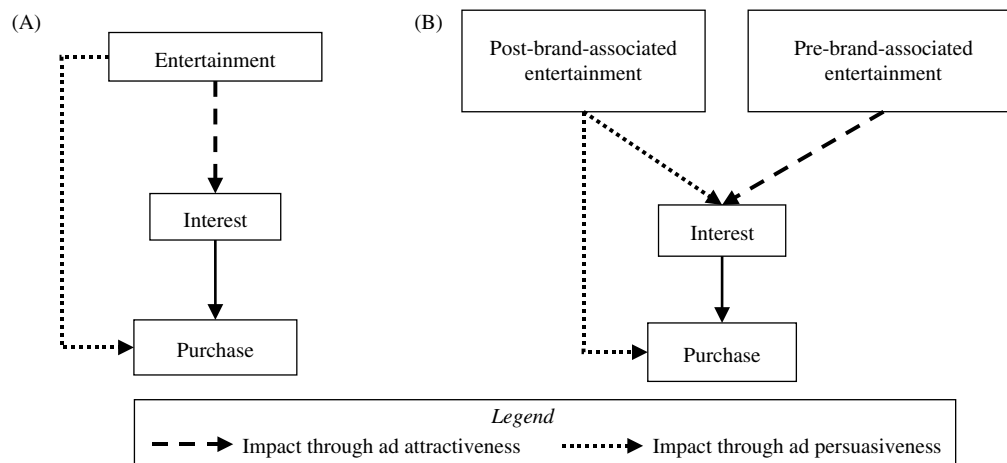 (A)
Entertainment
Interest
Purchase
(B)
Post-brand-associated
entertainment
Pre-brand-associated
entertainment
Interest
Purchase
Legend
Impact through ad attractiveness
Impact through ad persuasiveness